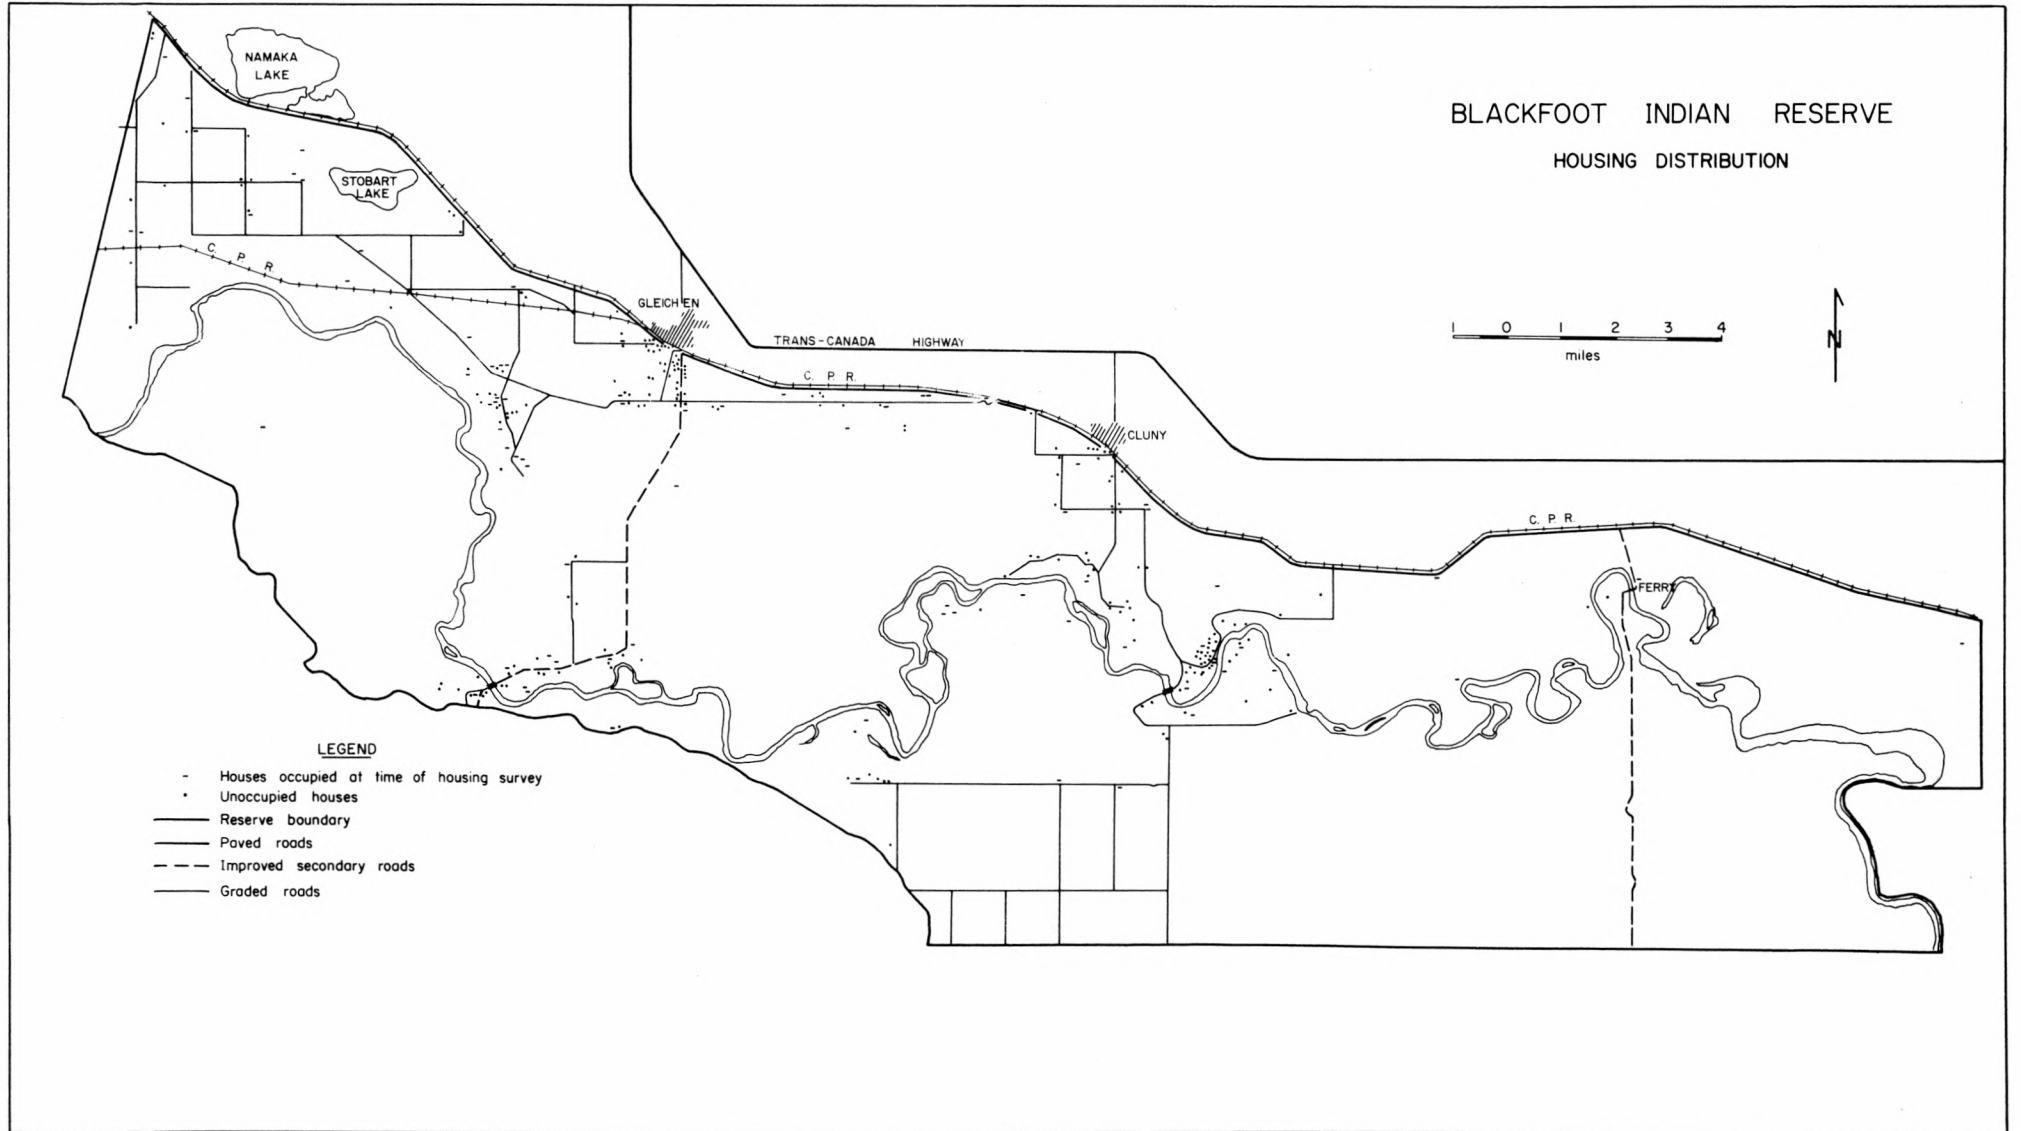 BLACKFOOT INDIAN RESERVE
HOUSING DISTRIBUTION
NAMAKA
LAKE
STOBART
LAKE
C. P. R.
GLEICHEN
TRANS-CANADA HIGHWAY
C. P. R.
CLUNY
C. P. R.
FERRY
1 0 1 2 3 4
miles
N
LEGEND
- Houses occupied at time of housing survey
• Unoccupied houses
Reserve boundary
Paved roads
Improved secondary roads
Graded roads